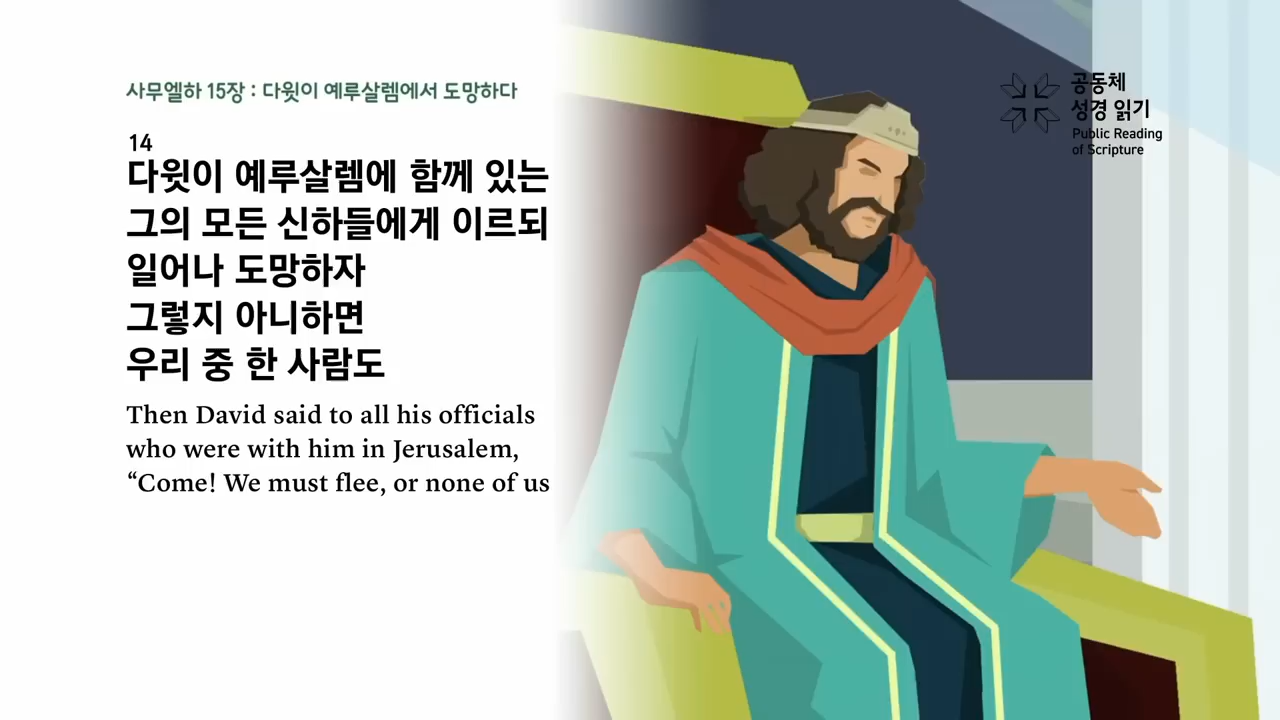 사무엘하 15장 : 다윗이 예루살렘에서 도망하다
14
다윗이 예루살렘에 함께 있는
그의 모든 신하들에게 이르되
일어나 도망하자
그렇지 아니하면
우리 중 한 사람도
Then David said to all his officials
who were with him in Jerusalem,
“Come! We must flee, or none of us
공동체
성경 읽기
Public Reading
of Scripture